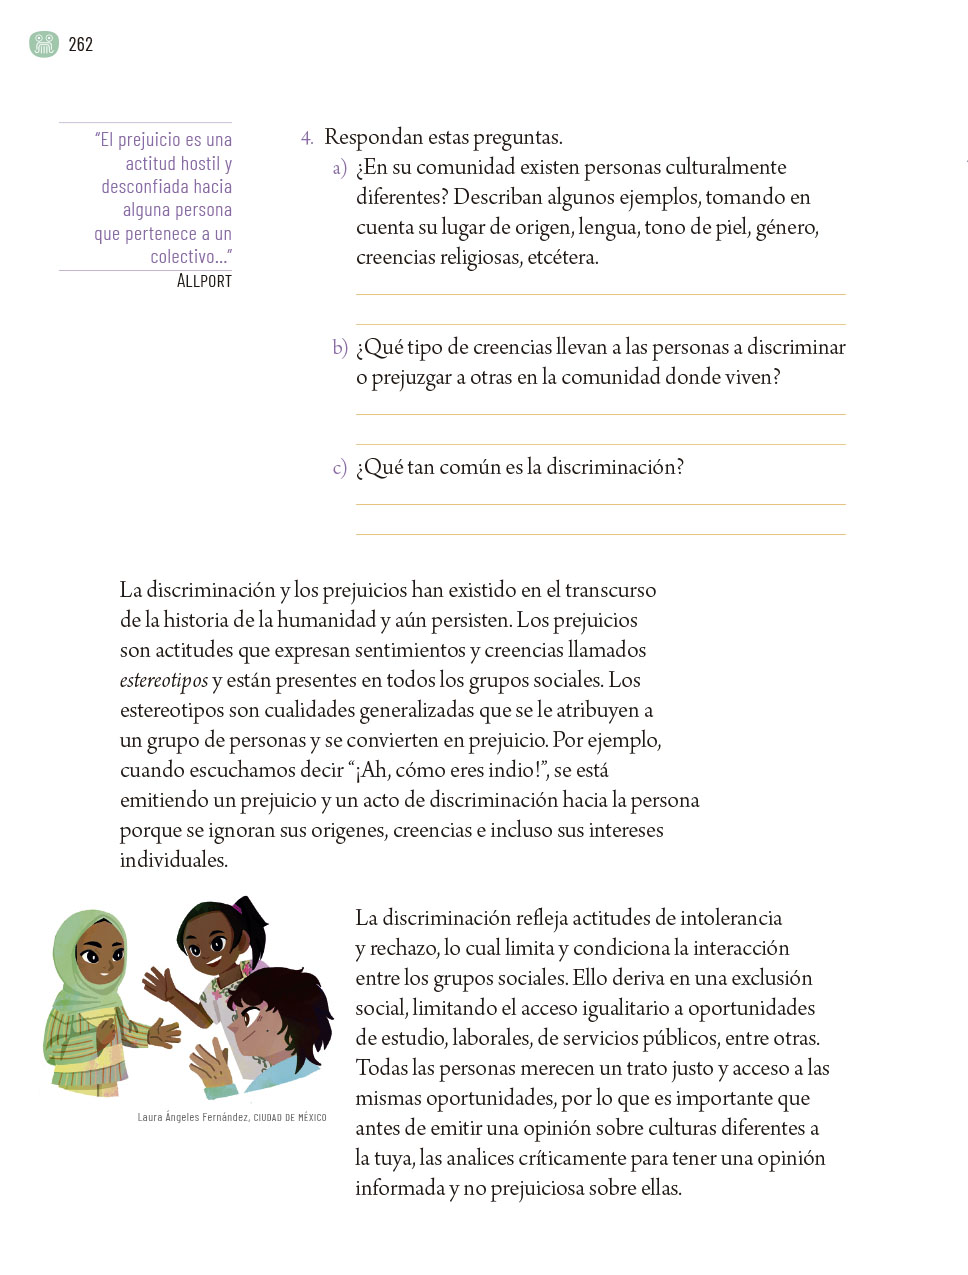 262
“El prejuicio es una
actitud hostil y
desconfiada hacia
alguna persona
que pertenece a un
colectivo...”
ALLPORT
4. Respondan estas preguntas.
a) ¿En su comunidad existen personas culturalmente
diferentes? Describan algunos ejemplos, tomando en
cuenta su lugar de origen, lengua, tono de piel, género,
creencias religiosas, etcétera.
b) ¿Qué tipo de creencias llevan a las personas a discriminar
o prejuzgar a otras en la comunidad donde viven?
c) ¿Qué tan común es la discriminación?
La discriminación y los prejuicios han existido en el transcurso
de la historia de la humanidad y aún persisten. Los prejuicios
son actitudes que expresan sentimientos y creencias llamados
estereotipos y están presentes en todos los grupos sociales. Los
estereotipos son cualidades generalizadas que se le atribuyen a
un grupo de personas y se convierten en prejuicio. Por ejemplo,
cuando escuchamos decir “¡Ah, cómo eres indio!”, se está
emitiendo un prejuicio y un acto de discriminación hacia la persona
porque se ignoran sus origenes, creencias e incluso sus intereses
individuales.
La discriminación refleja actitudes de intolerancia
y rechazo, lo cual limita y condiciona la interacción
entre los grupos sociales. Ello deriva en una exclusión
social, limitando el acceso igualitario a oportunidades
de estudio, laborales, de servicios públicos, entre otras.
Todas las personas merecen un trato justo y acceso a las
mismas oportunidades, por lo que es importante que
antes de emitir una opinión sobre culturas diferentes a
la tuya, las analices críticamente para tener una opinión
informada y no prejuiciosa sobre ellas.
Laura Ángeles Fernández, CIUDAD DE MÉXICO